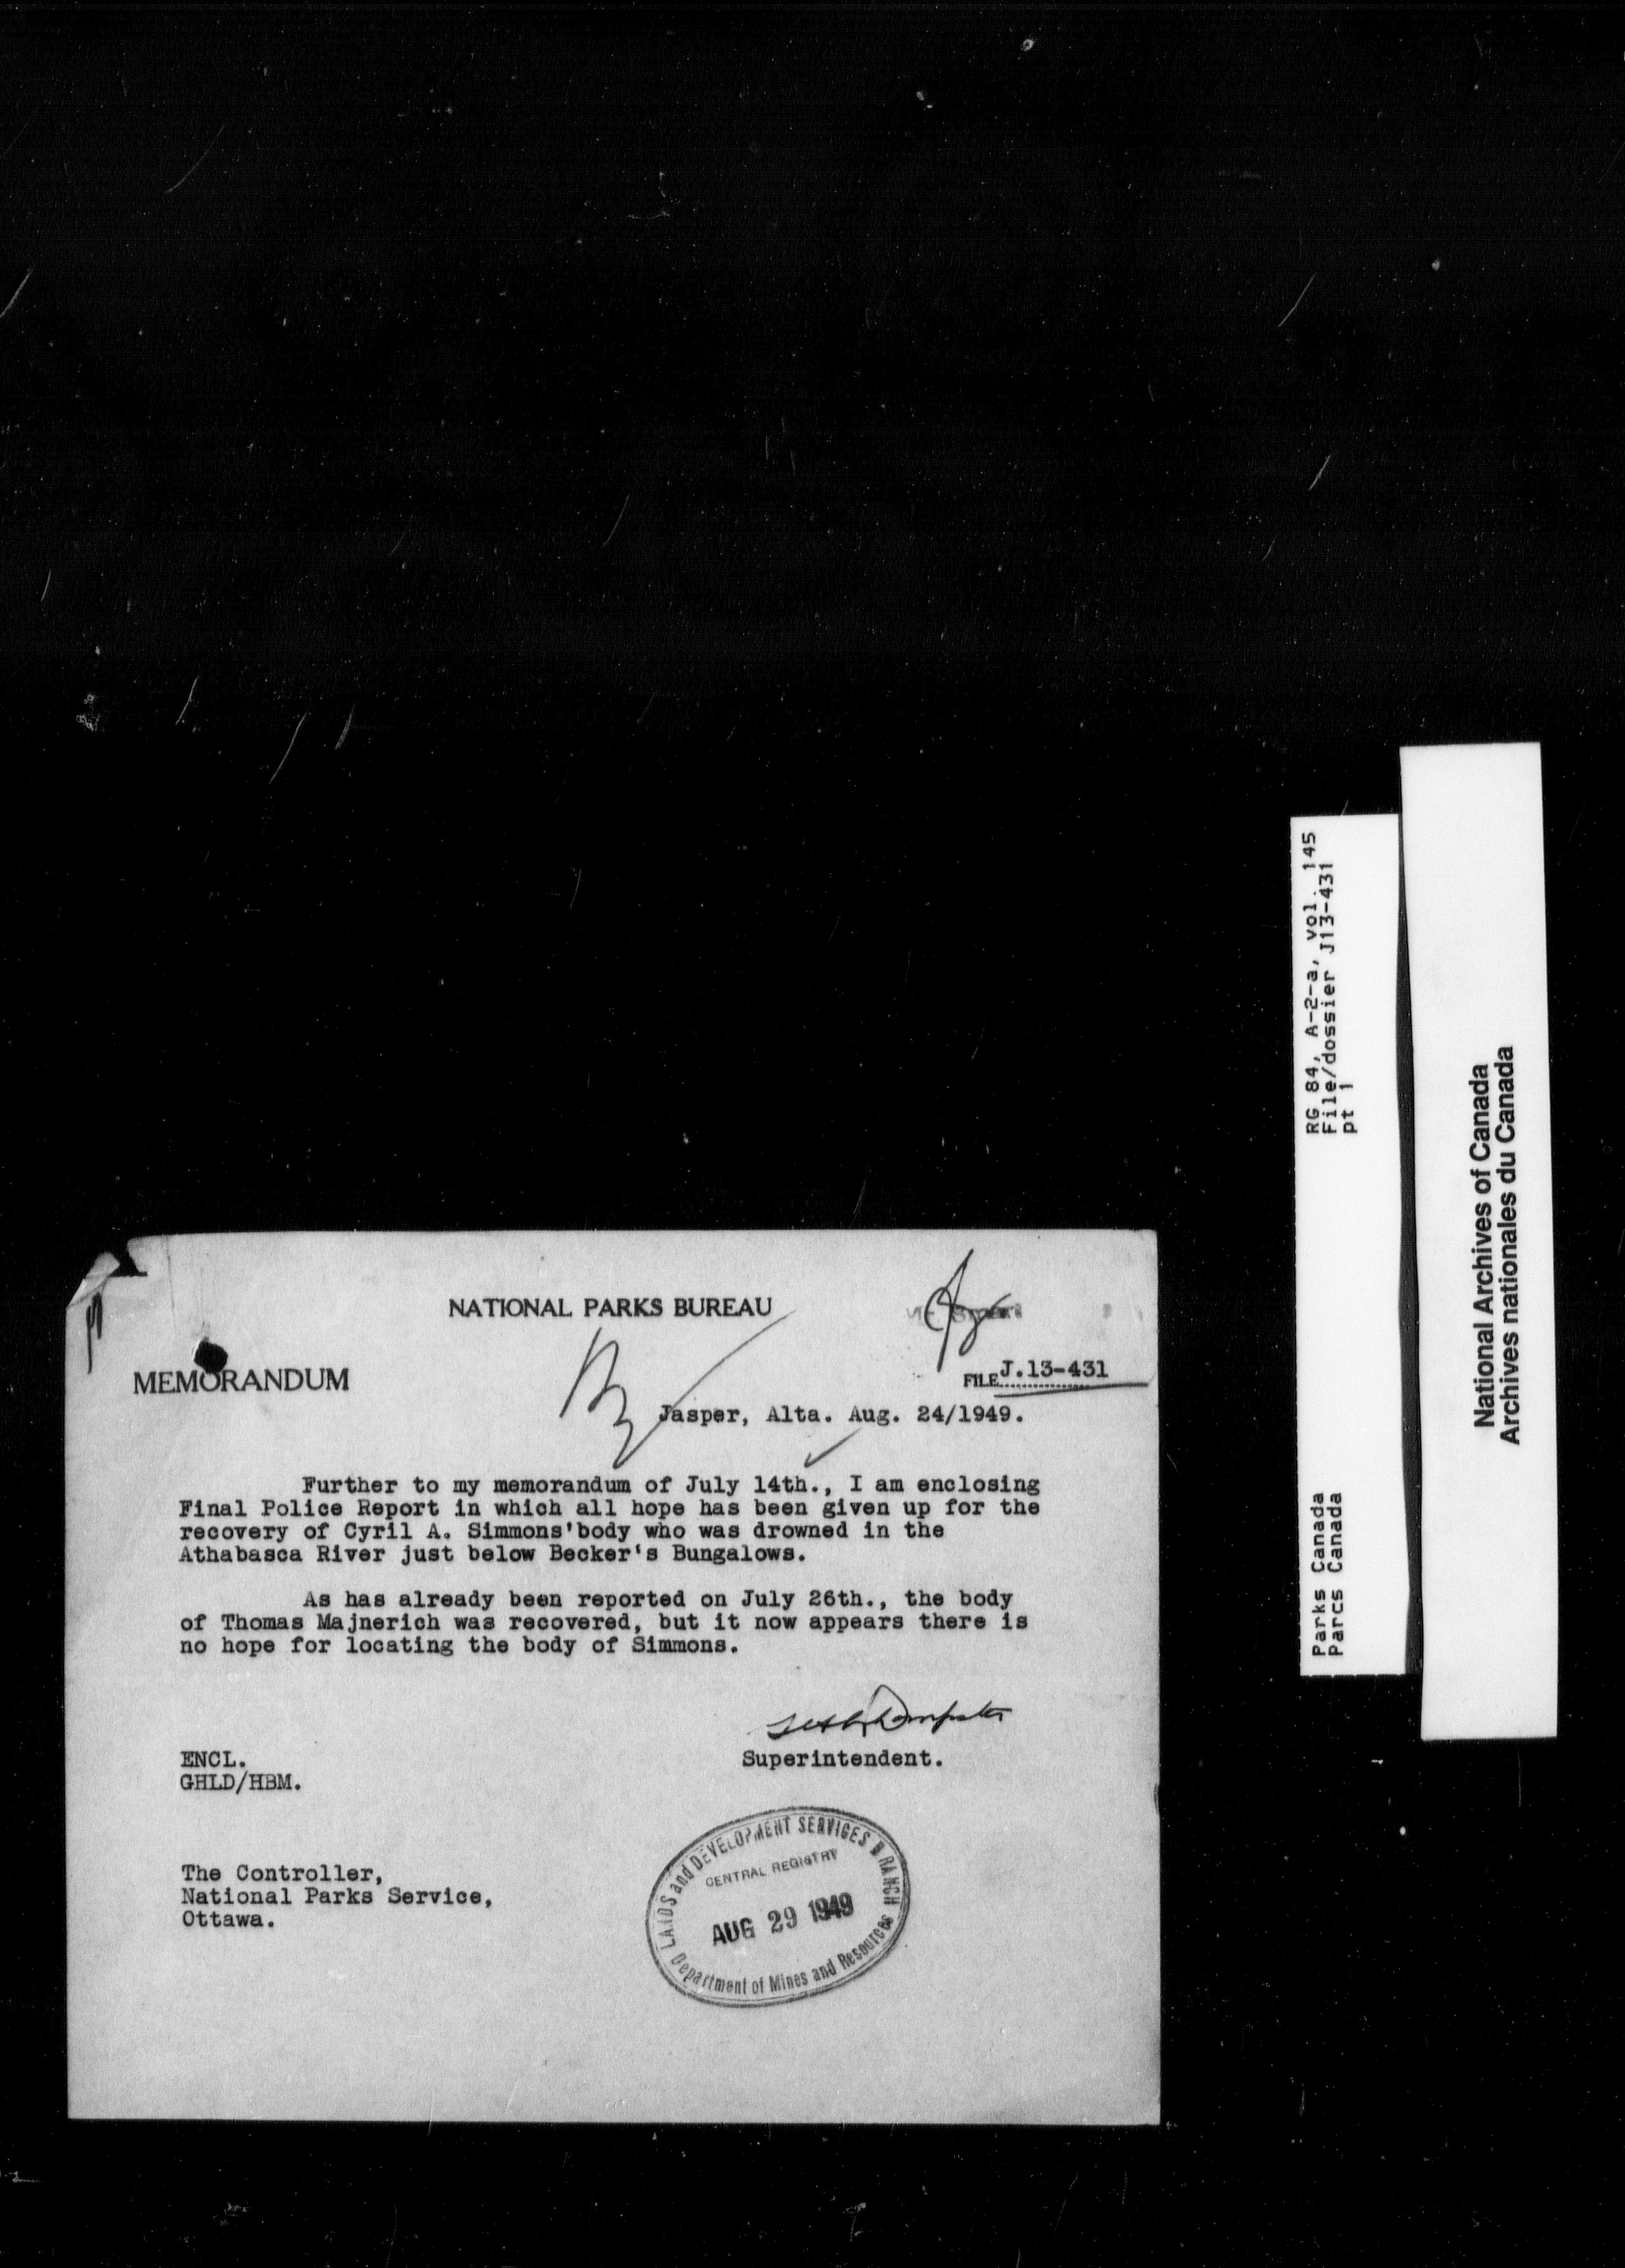 NATIONAL PARKS BUREAU
MEMORANDUM
FILE J.13-431
Jasper, Alta. Aug. 24/1949.
Further to my memorandum of July 14th., I am enclosing
Final Police Report in which all hope has been given up for the
recovery of Cyril A. Simmons'body who was drowned in the
Athabasca River just below Becker's Bungalows.
As has already been reported on July 26th., the body
of Thomas Majnerich was recovered, but it now appears there is
no hope for locating the body of Simmons.
Superintendent.
ENCL.
GHLD/HBM.
The Controller,
National Parks Service,
Ottawa.
LANDS and DEVELOPMENT SERVICES BRANCH
CENTRAL REGISTRY
AUG 29 1949
Department of Mines and Resources
RG 84, A-2-a, vol. 145
File/dossier J13-431
pt 1
Parks Canada
Parcs Canada
National Archives of Canada
Archives nationales du Canada